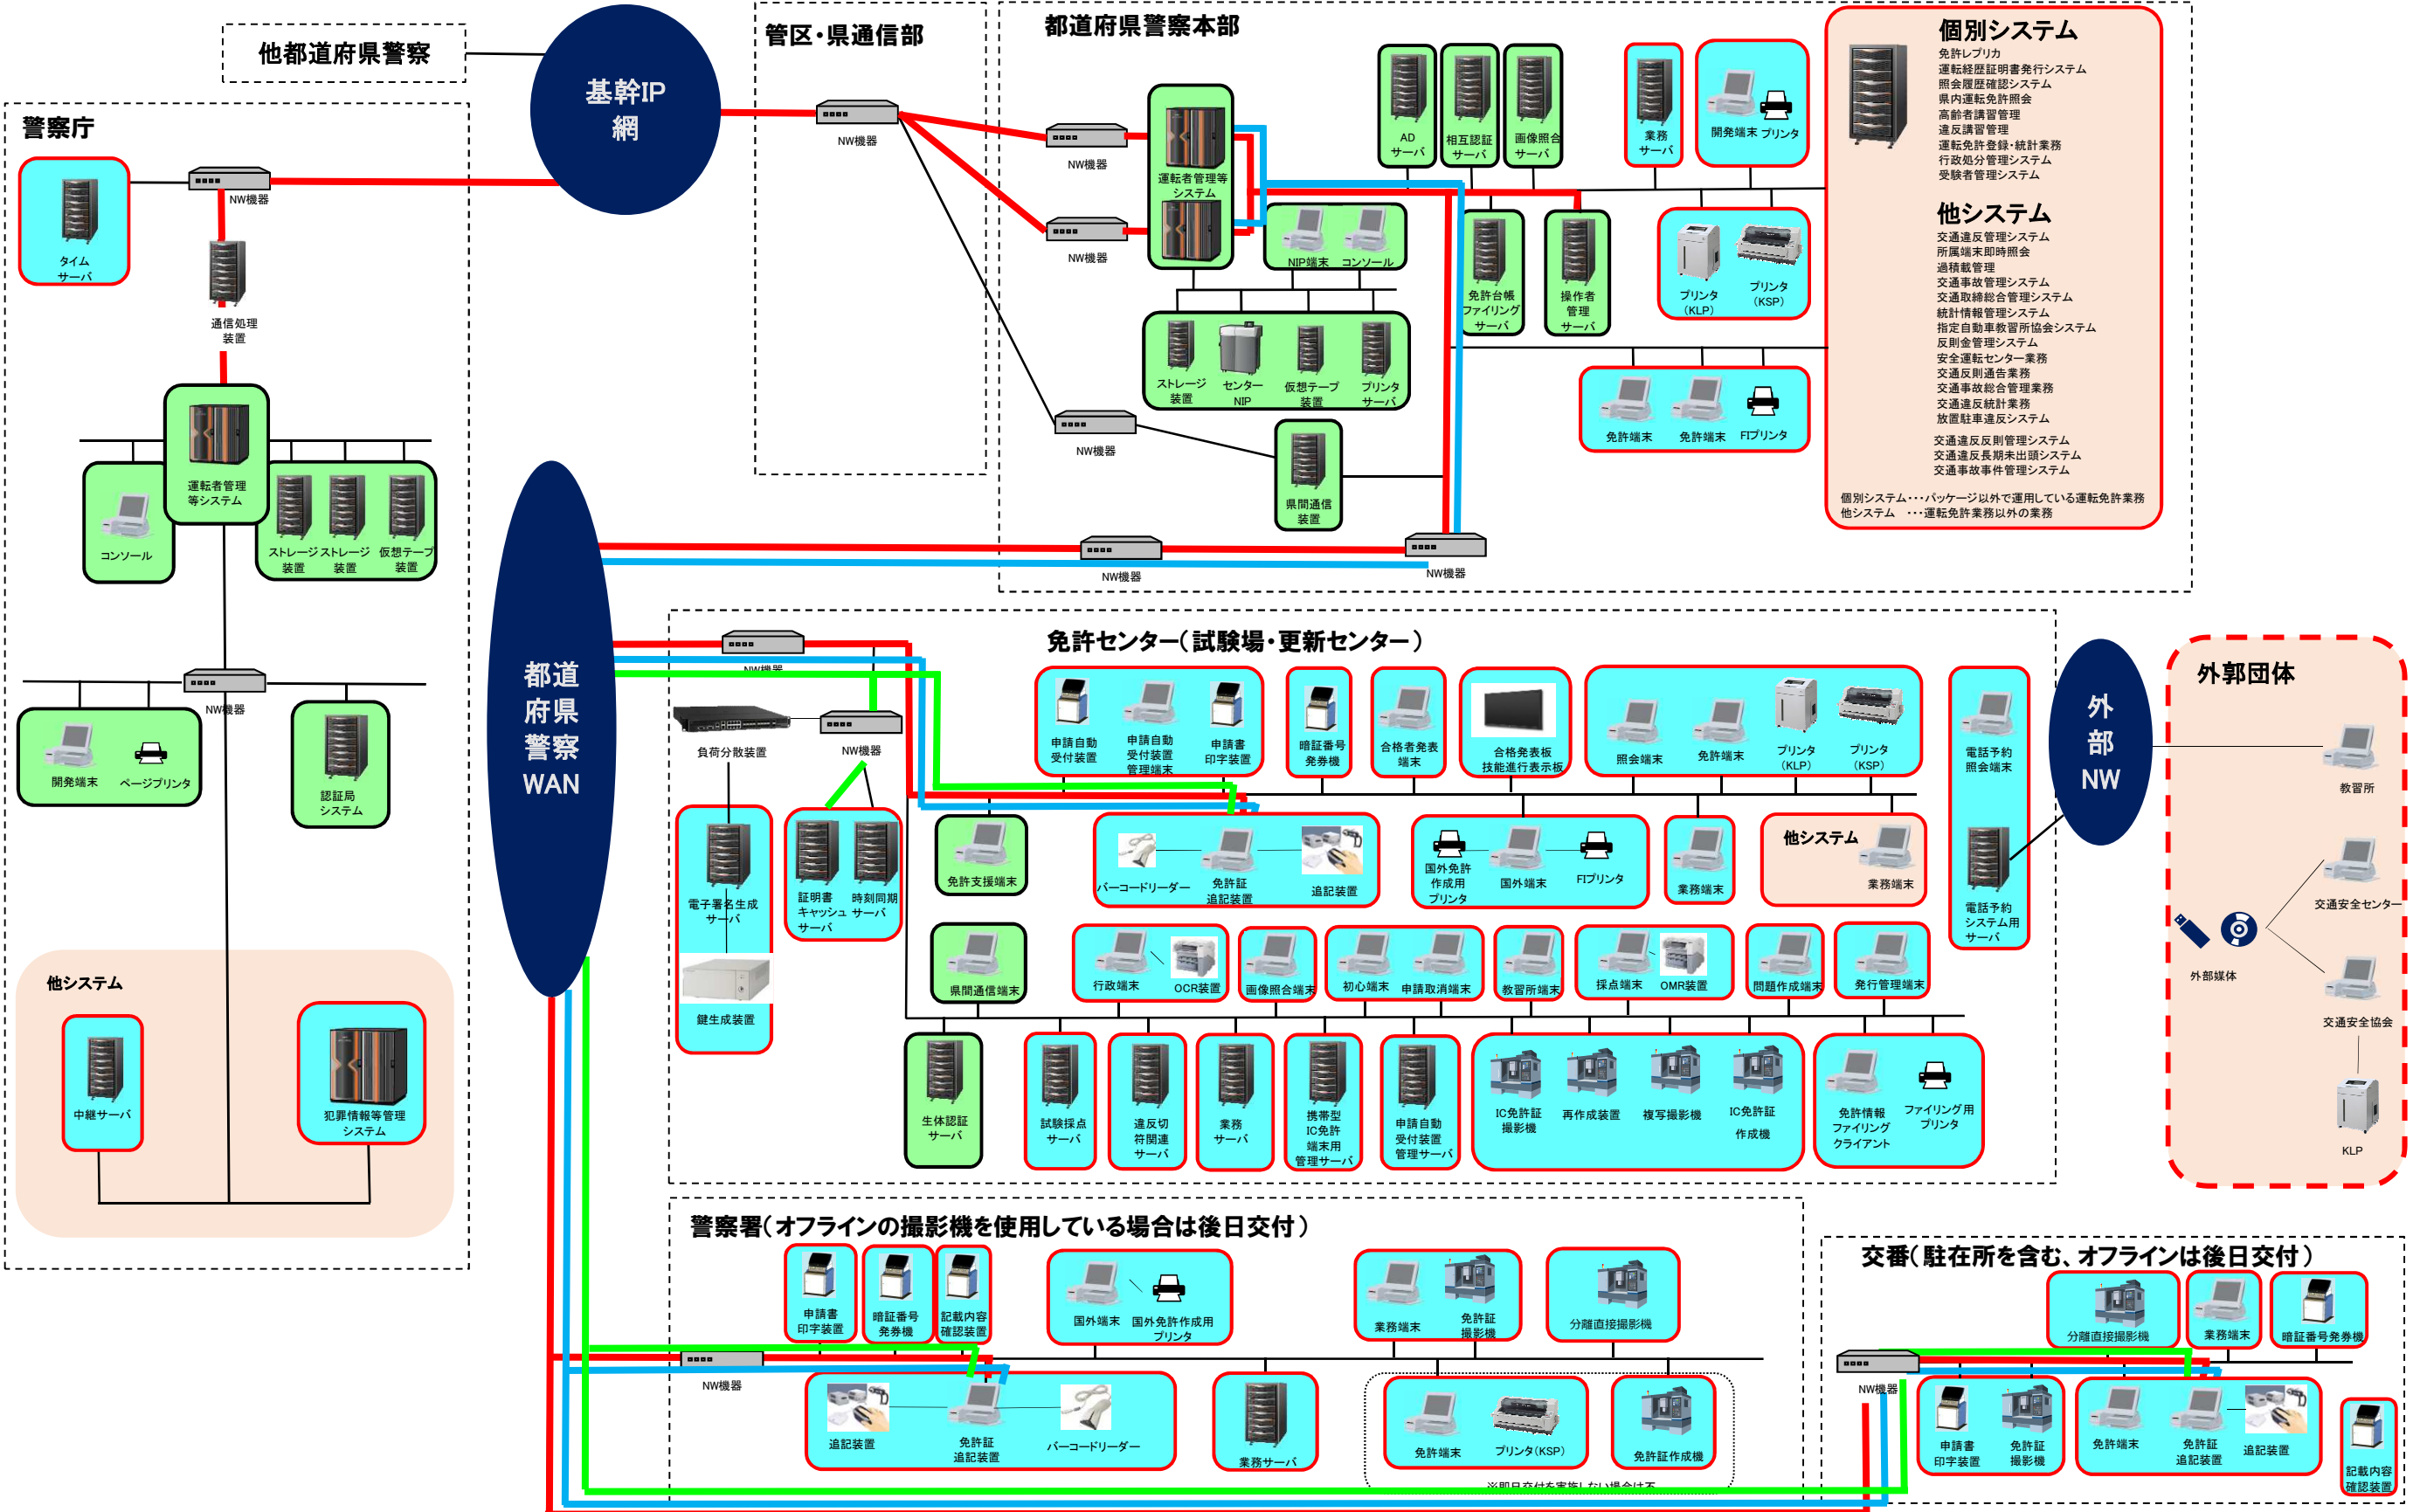 他都道府県警察
基幹IP
網
警察庁
タイム
サーバ
NW機器
通信処理
装置
運転者管理
等システム
コンソール
ストレージ
装置
ストレージ
装置
仮想テープ
装置
NW機器
開発端末
ページプリンタ
認証局
システム
他システム
中継サーバ
犯罪情報等管理
システム
管区・県通信部
NW機器
都道府県警察本部
NW機器
NW機器
運転者管理等
システム
NIP端末
コンソール
ストレージ
装置
センター
NIP
仮想テープ
装置
プリンタ
サーバ
NW機器
県間通信
装置
NW機器
NW機器
AD
サーバ
相互認証
サーバ
画像照合
サーバ
業務
サーバ
開発端末
プリンタ
免許台帳
ファイリング
サーバ
操作者
管理
サーバ
プリンタ
(KLP)
プリンタ
(KSP)
免許端末
免許端末
FIプリンタ
個別システム
免許レプリカ
運転経歴証明書発行システム
照会履歴確認システム
県内運転免許照会
高齢者講習管理
違反講習管理
運転免許登録・統計業務
行政処分管理システム
受験者管理システム
他システム
交通違反管理システム
所属端末即時照会
過積載管理
交通事故管理システム
交通取締総合管理システム
統計情報管理システム
指定自動車教習所協会システム
反則金管理システム
安全運転センター業務
交通反則通告業務
交通事故総合管理業務
交通違反統計業務
放置駐車違反システム
交通違反反則管理システム
交通違反長期未出頭システム
交通事故事件管理システム
個別システム・・・パッケージ以外で運用している運転免許業務
他システム ・・・運転免許業務以外の業務
都道
府県
警察
WAN
免許センター(試験場・更新センター)
NW機器
負荷分散装置
NW機器
電子署名生成
サーバ
鍵生成装置
証明書
キャッシュ
サーバ
時刻同期
サーバ
申請自動
受付装置
申請自動
受付装置
管理端末
申請書
印字装置
暗証番号
発券機
合格者発表
端末
合格発表板
技能進行表示板
照会端末
免許端末
プリンタ
(KLP)
プリンタ
(KSP)
電話予約
照会端末
電話予約
システム用
サーバ
免許支援端末
バーコードリーダー
免許証
追記装置
追記装置
国外免許
作成用
プリンタ
国外端末
FIプリンタ
業務端末
他システム
業務端末
県間通信端末
行政端末
OCR装置
画像照合端末
初心端末
申請取消端末
教習所端末
採点端末
OMR装置
問題作成端末
発行管理端末
生体認証
サーバ
試験採点
サーバ
違反切
符関連
サーバ
業務
サーバ
携帯型
IC免許
端末用
管理サーバ
申請自動
受付装置
管理サーバ
IC免許証
撮影機
再作成装置
複写撮影機
IC免許証
作成機
免許情報
ファイリング
クライアント
ファイリング用
プリンタ
外
部
NW
外郭団体
教習所
交通安全センター
外部媒体
交通安全協会
KLP
警察署(オフラインの撮影機を使用している場合は後日交付)
申請書
印字装置
暗証番号
発券機
記載内容
確認装置
国外端末
国外免許作成用
プリンタ
業務端末
免許証
撮影機
分離直接撮影機
NW機器
追記装置
免許証
追記装置
バーコードリーダー
業務サーバ
免許端末
プリンタ(KSP)
免許証作成機
※即日交付を実施しない場合は不
交番(駐在所を含む、オフラインは後日交付)
分離直接撮影機
業務端末
暗証番号発券機
NW機器
申請書
印字装置
免許証
撮影機
免許端末
免許証
追記装置
追記装置
記載内容
確認装置